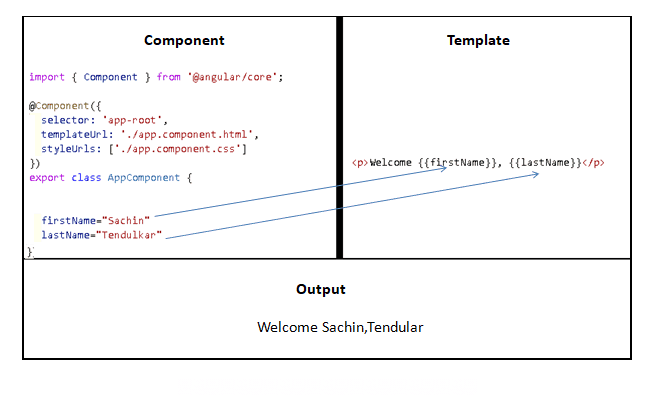 Component
import { Component } from '@angular/core';
@Component({
selector: 'app-root',
templateUrl: './app.component.html',
styleUrls: ['./app.component.css']
})
export class AppComponent {
firstName="Sachin"
lastName="Tendulkar"
}
Template
<p>Welcome {{firstName}}, {{lastName}}</p>
Output
Welcome Sachin,Tendular